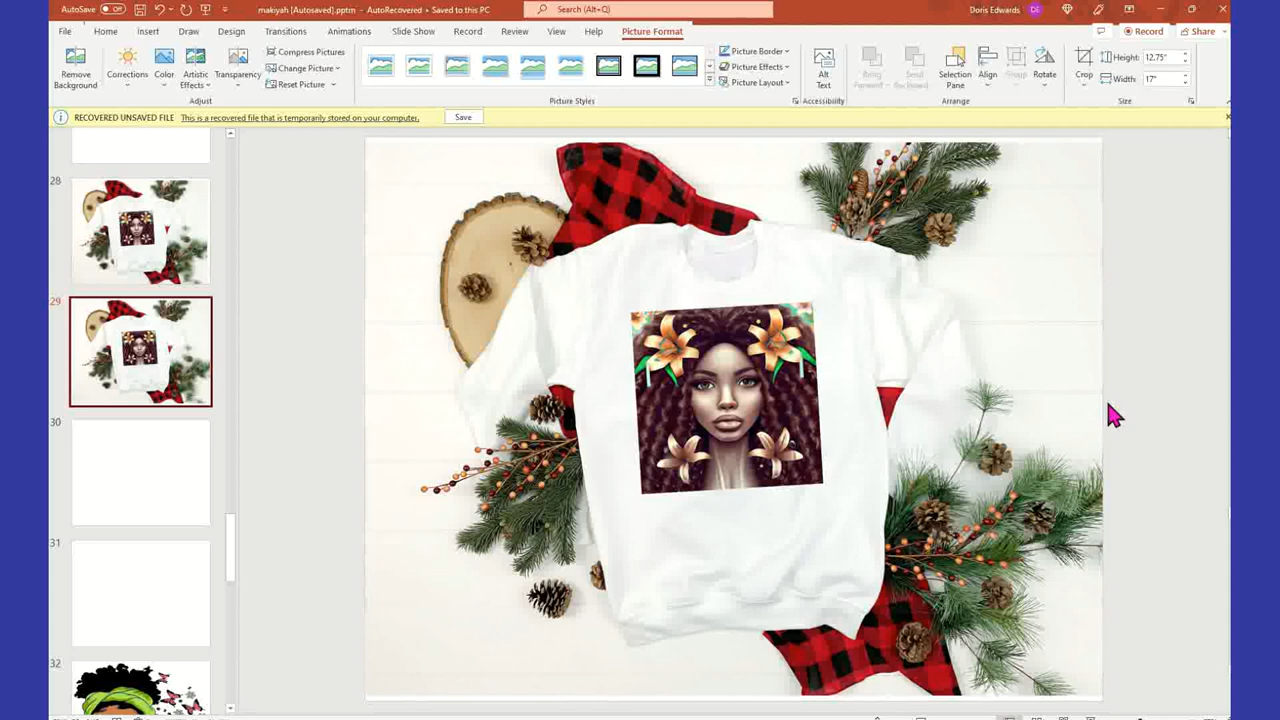 AutoSave Off makiyah [Autosaved].pptm - AutoRecovered • Saved to this PC Search (Alt+Q) Doris Edwards DE
File Home Insert Draw Design Transitions Animations Slide Show Record Review View Help Picture Format Record Share
Remove Background
Corrections
Color
Artistic Effects
Transparency
Compress Pictures
Change Picture
Reset Picture
Adjust
Picture Styles
Picture Border
Picture Effects
Picture Layout
Alt Text
Accessibility
Bring Forward
Send Backward
Selection Pane
Align
Group
Rotate
Arrange
Crop
Height: 12.75"
Width: 17"
Size
RECOVERED UNSAVED FILE This is a recovered file that is temporarily stored on your computer. Save
28
29
30
31
32